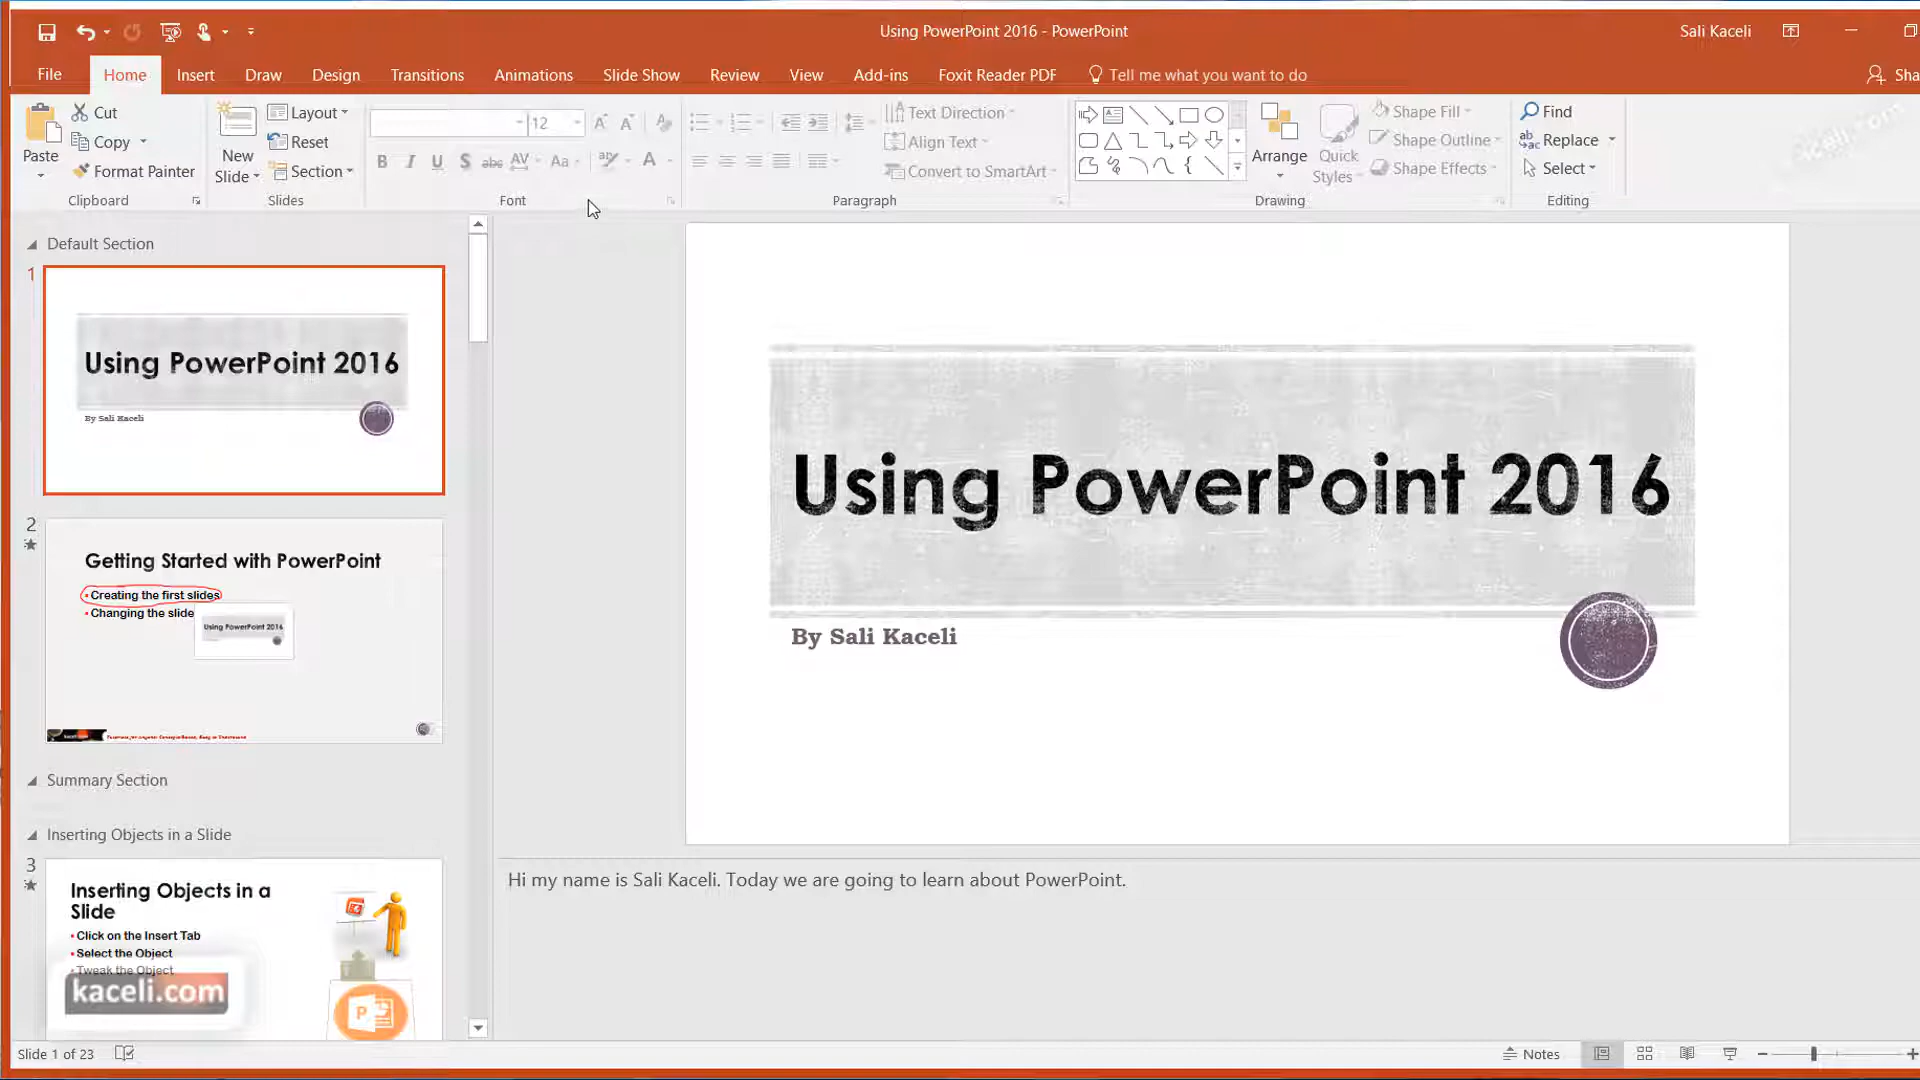 Using PowerPoint 2016 - PowerPoint
Sali Kaceli
File Home Insert Draw Design Transitions Animations Slide Show Review View Add-ins Foxit Reader PDF Tell me what you want to do Sha
Paste
Cut
Copy
Format Painter
Clipboard
New
Slide
Layout
Reset
Section
Slides
12
B I U S abc AV Aa A
Font
Text Direction
Align Text
Convert to SmartArt
Paragraph
Arrange
Quick
Styles
Shape Fill
Shape Outline
Shape Effects
Drawing
Find
Replace
Select
Editing
kaceli.com
Default Section
1
Using PowerPoint 2016
By Sali Kaceli
2
Getting Started with PowerPoint
• Creating the first slides
• Changing the slide
Using PowerPoint 2016
Summary Section
Inserting Objects in a Slide
3
Inserting Objects in a
Slide
• Click on the Insert Tab
• Select the Object
• Tweak the Object
kaceli.com
P
Using PowerPoint 2016
By Sali Kaceli
Hi my name is Sali Kaceli. Today we are going to learn about PowerPoint.
Slide 1 of 23
Notes